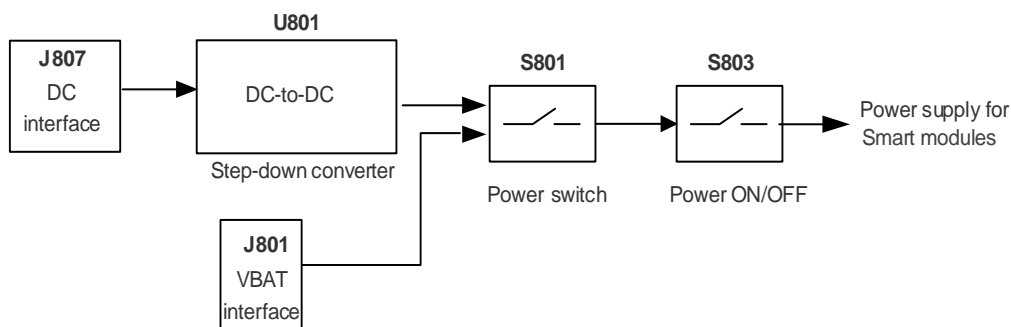 U801
J807
DC
interface
DC-to-DC
Step-down converter
S801
Power switch
S803
Power ON/OFF
Power supply for
Smart modules
J801
VBAT
interface